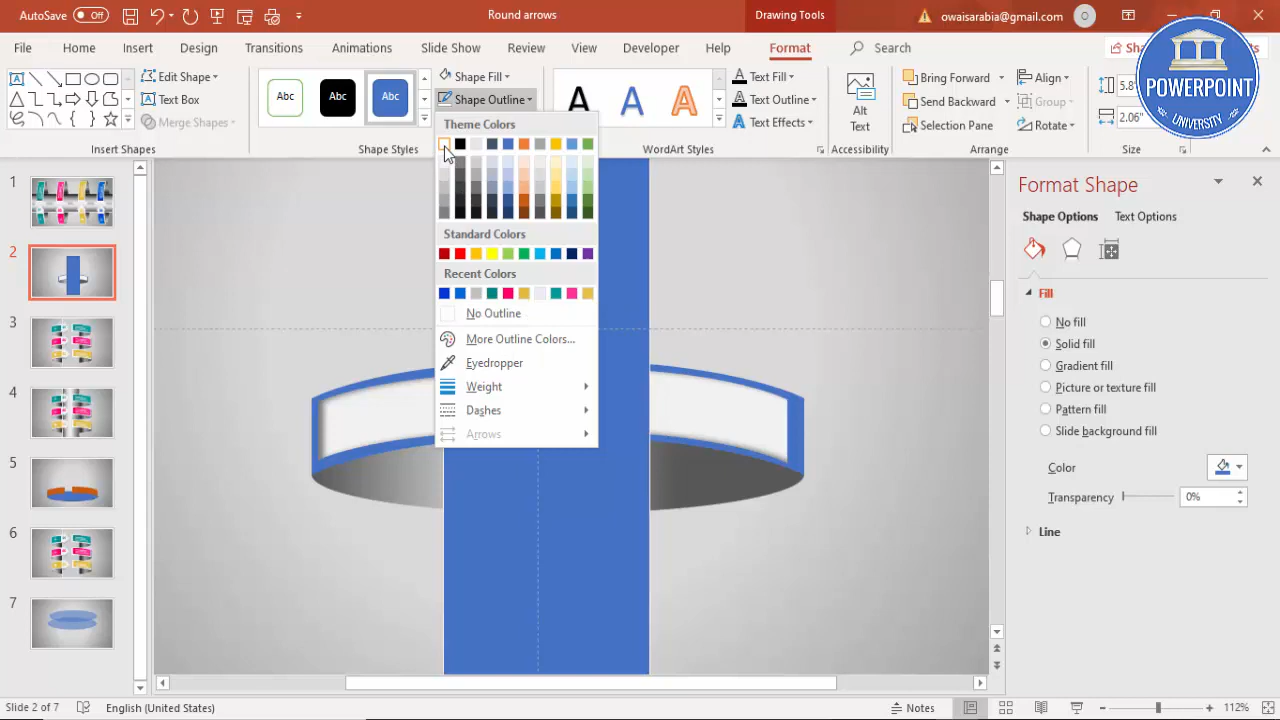 AutoSave Off
Round arrows
Drawing Tools
owaisarabia@gmail.com
O
File Home Insert Design Transitions Animations Slide Show Review View Developer Help Format Search
POWERPOINT
UNIVERSITY
Edit Shape
Text Box
Merge Shapes
Insert Shapes
Abc Abc Abc
Shape Fill
Shape Outline
Shape Styles
A A A
Text Fill
Text Outline
Text Effects
WordArt Styles
Alt
Text
Accessibility
Bring Forward
Send Backward
Selection Pane
Align
Group
Rotate
Arrange
2.06"
Size
Theme Colors
Standard Colors
Recent Colors
No Outline
More Outline Colors...
Eyedropper
Weight
Dashes
Arrows
1
2
3
4
5
6
7
Format Shape
Shape Options Text Options
Fill
No fill
Solid fill
Gradient fill
Picture or texture fill
Pattern fill
Slide background fill
Color
Transparency 0%
Line
Slide 2 of 7 English (United States) Notes 112%